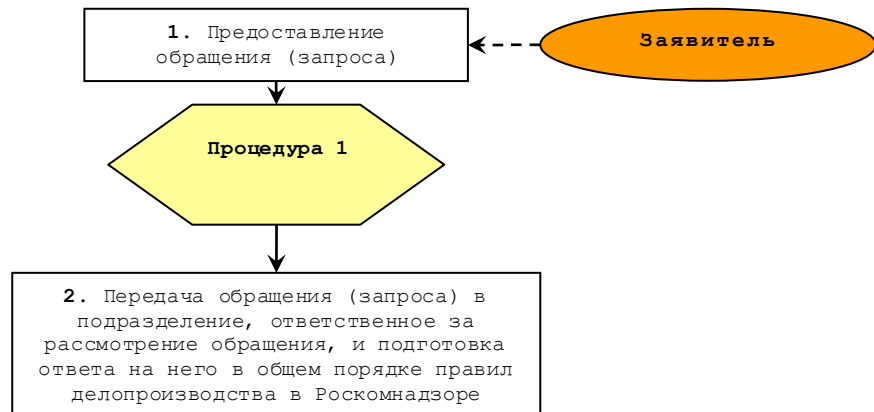 1. Предоставление
обращения (запроса)
Заявитель
Процедура 1
2. Передача обращения (запроса) в
подразделение, ответственное за
рассмотрение обращения, и подготовка
ответа на него в общем порядке правил
делопроизводства в Роскомнадзоре